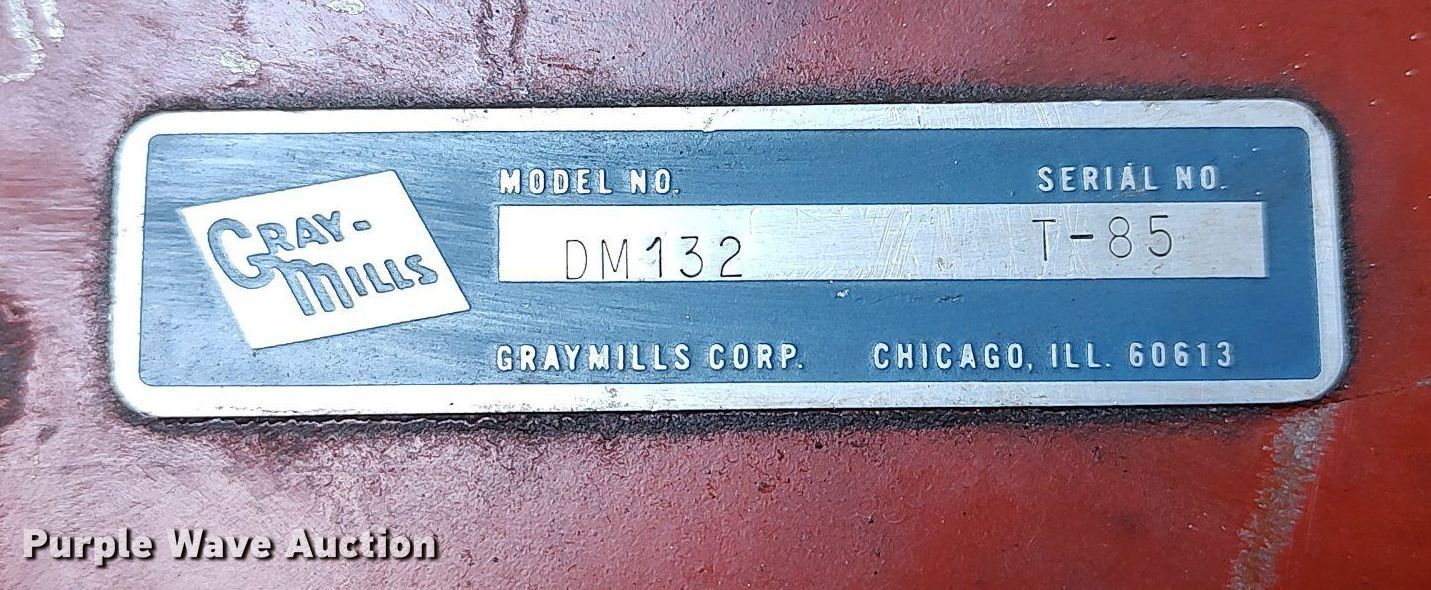 GRAY-
MILLS
MODEL NO. SERIAL NO.
DM132 T-85
GRAYMILLS CORP. CHICAGO, ILL. 60613
Purple Wave Auction